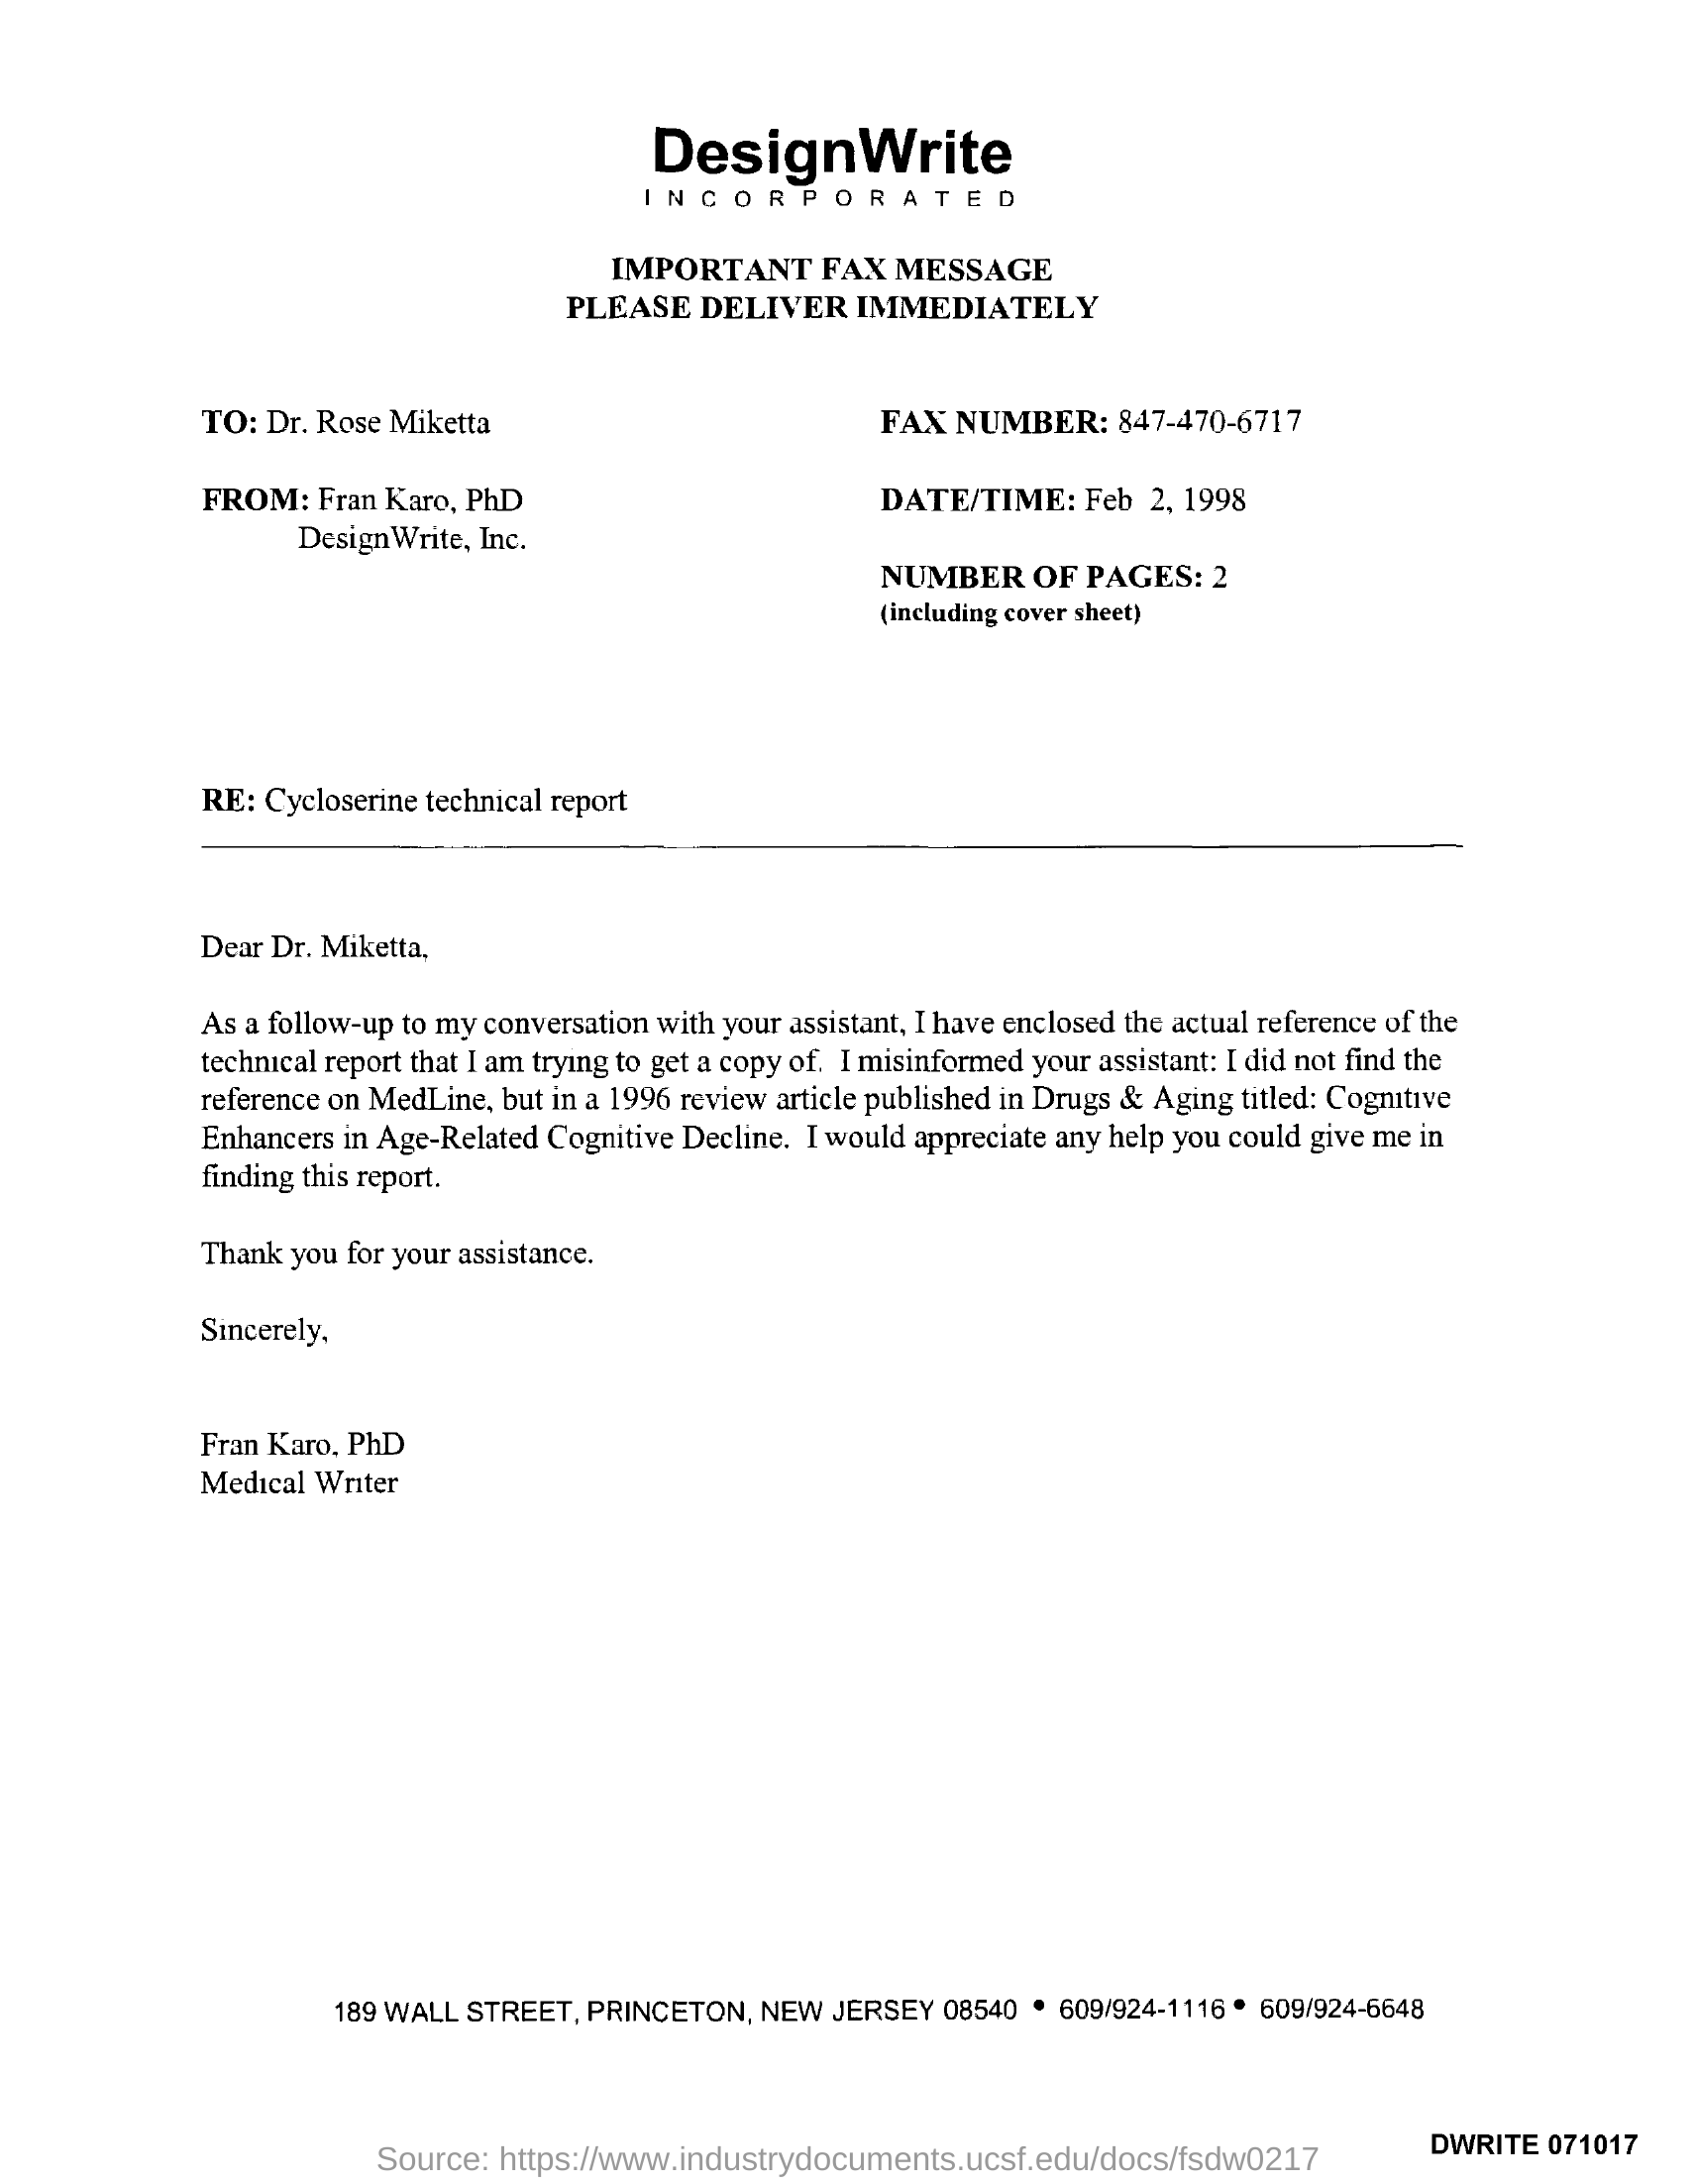 DesignWrite
INCORPORATED
IMPORTANT FAX MESSAGE
PLEASE DELIVER IMMEDIATELY
TO: Dr. Rose Miketta
FAX NUMBER: 847-470-6717
FROM: Fran Karo, PhD
DesignWrite, Inc.
DATE/TIME: Feb 2, 1998
NUMBER OF PAGES: 2
(including cover sheet)
RE: Cycloserine technical report
Dear Dr. Miketta,
As a follow-up to my conversation with your assistant, I have enclosed the actual reference of the
technical report that I am trying to get a copy of. I misinformed your assistant: I did not find the
reference on MedLine, but in a 1996 review article published in Drugs & Aging titled: Cognitive
Enhancers in Age-Related Cognitive Decline. I would appreciate any help you could give me in
finding this report.
Thank you for your assistance.
Sincerely,
Fran Karo, PhD
Medical Writer
189 WALL STREET, PRINCETON, NEW JERSEY 08540 • 609/924-1116 • 609/924-6648
DWRITE 071017
Source: https://www.industrydocuments.ucsf.edu/docs/fsdw0217